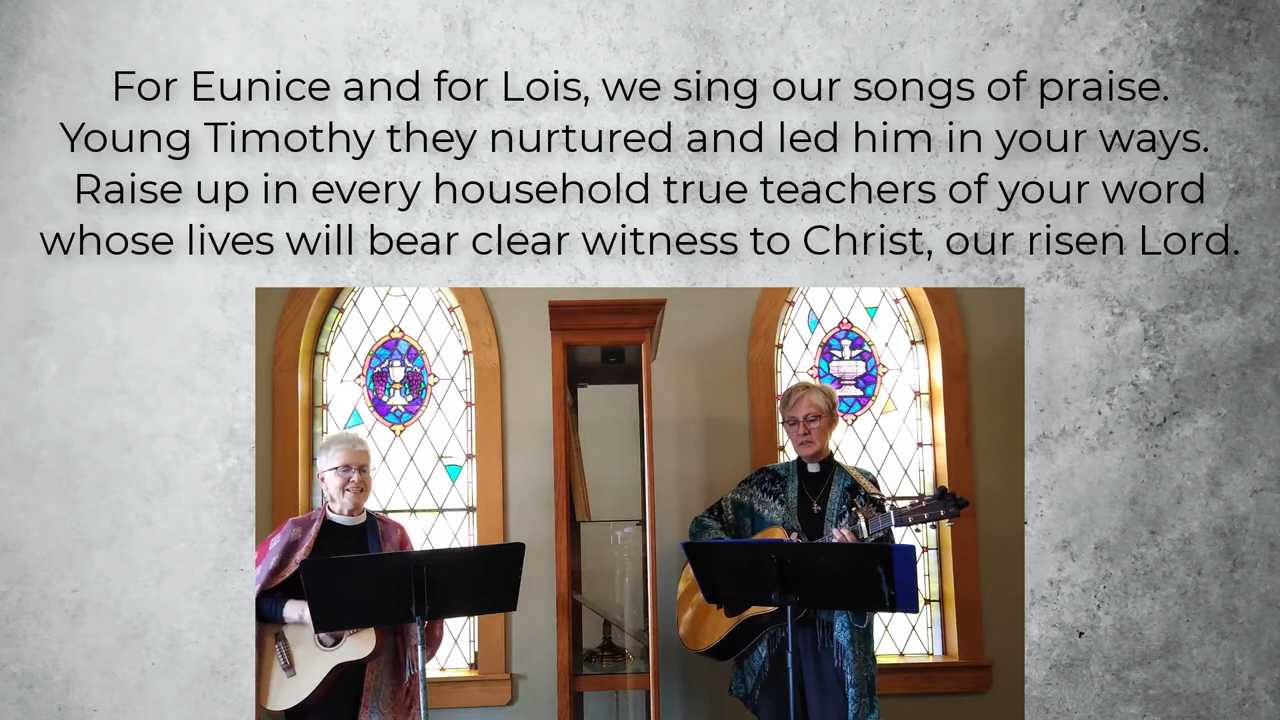 For Eunice and for Lois, we sing our songs of praise.
Young Timothy they nurtured and led him in your ways.
Raise up in every household true teachers of your word
whose lives will bear clear witness to Christ, our risen Lord.